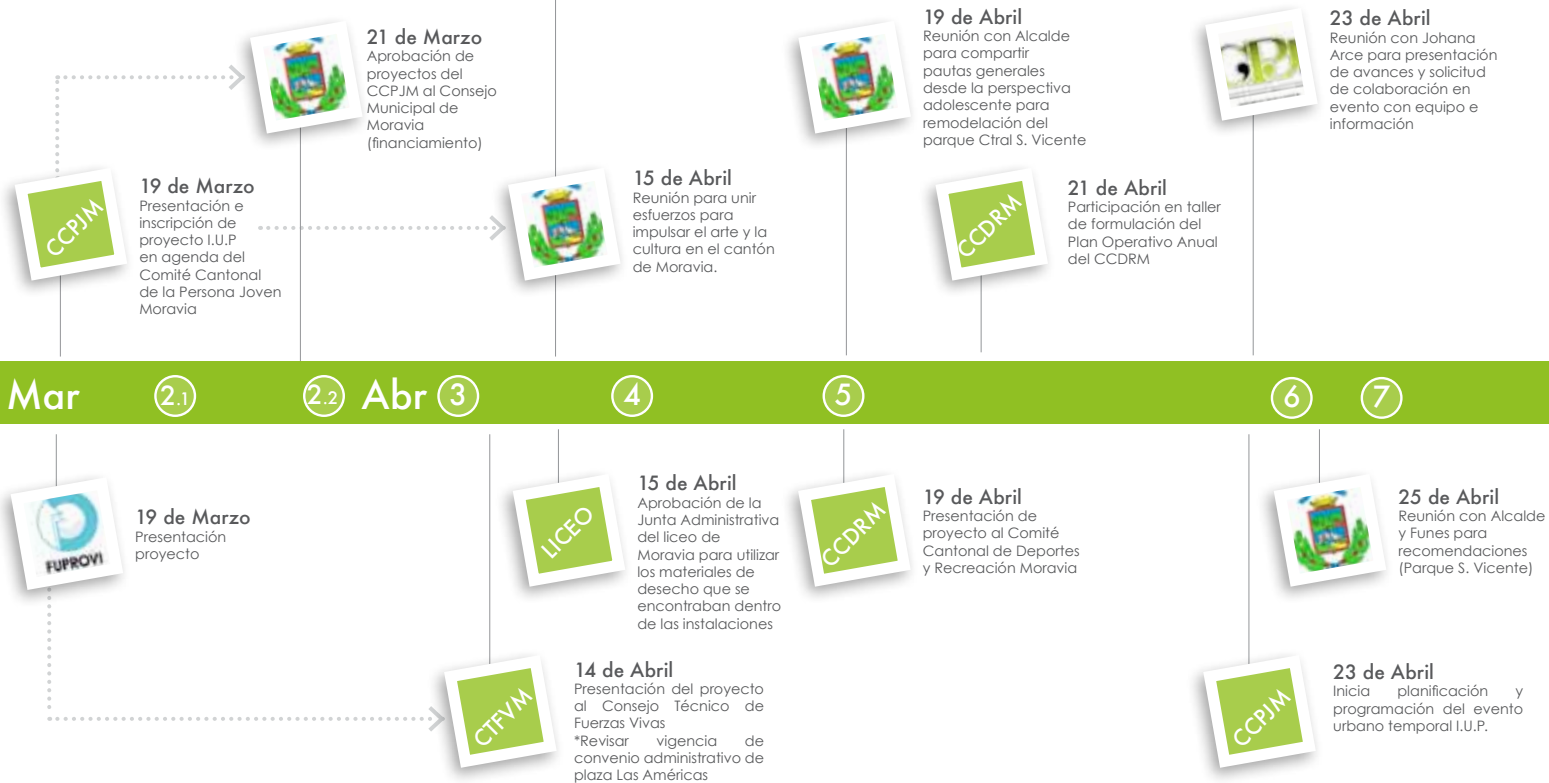 21 de Marzo
Aprobación de
proyectos del
CCPJM al Consejo
Municipal de
Moravia
(financiamiento)
CCPJM
19 de Marzo
Presentación e
inscripción de
proyecto I.U.P
en agenda del
Comité Cantonal
de la Persona Joven
Moravia
15 de Abril
Reunión para unir
esfuerzos para
impulsar el arte y la
cultura en el cantón
de Moravia.
19 de Abril
Reunión con Alcalde
para compartir
pautas generales
desde la perspectiva
adolescente para
remodelación del
parque Ctral S. Vicente
CCDRM
21 de Abril
Participación en taller
de formulación del
Plan Operativo Anual
del CCDRM
CPJ
23 de Abril
Reunión con Johana
Arce para presentación
de avances y solicitud
de colaboración en
evento con equipo e
información
Mar 2.1 2.2 Abr 3 4 5 6 7
FUPROVI
19 de Marzo
Presentación
proyecto
LICEO
15 de Abril
Aprobación de la
Junta Administrativa
del liceo de
Moravia para utilizar
los materiales de
desecho que se
encontraban dentro
de las instalaciones
CTFVM
14 de Abril
Presentación del proyecto
al Consejo Técnico de
Fuerzas Vivas
*Revisar vigencia de
convenio administrativo de
plaza Las Américas
CCDRM
19 de Abril
Presentación de
proyecto al Comité
Cantonal de Deportes
y Recreación Moravia
25 de Abril
Reunión con Alcalde
y Funes para
recomendaciones
(Parque S. Vicente)
CCPJM
23 de Abril
Inicia planificación y
programación del evento
urbano temporal I.U.P.